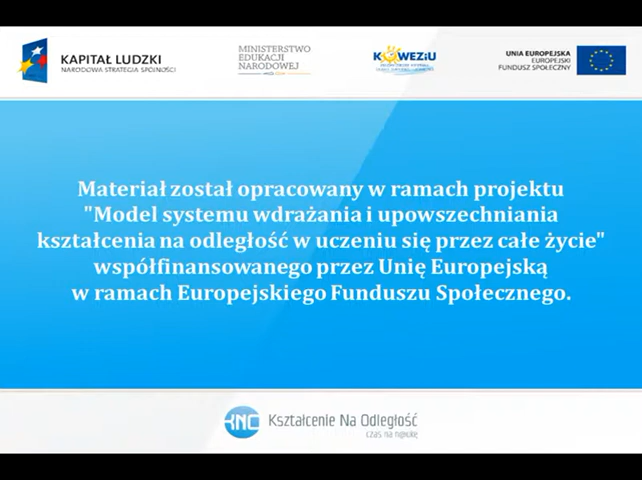 KAPITAŁ LUDZKI
NARODOWA STRATEGIA SPÓJNOŚCI
MINISTERSTWO
EDUKACJI
NARODOWEJ
KOWEZiU
UNIA EUROPEJSKA
EUROPEJSKI
FUNDUSZ SPOŁECZNY
Materiał został opracowany w ramach projektu
"Model systemu wdrażania i upowszechniania
kształcenia na odległość w uczeniu się przez całe życie"
współfinansowanego przez Unię Europejską
w ramach Europejskiego Funduszu Społecznego.
KNO Kształcenie Na Odległość
czas na naukę